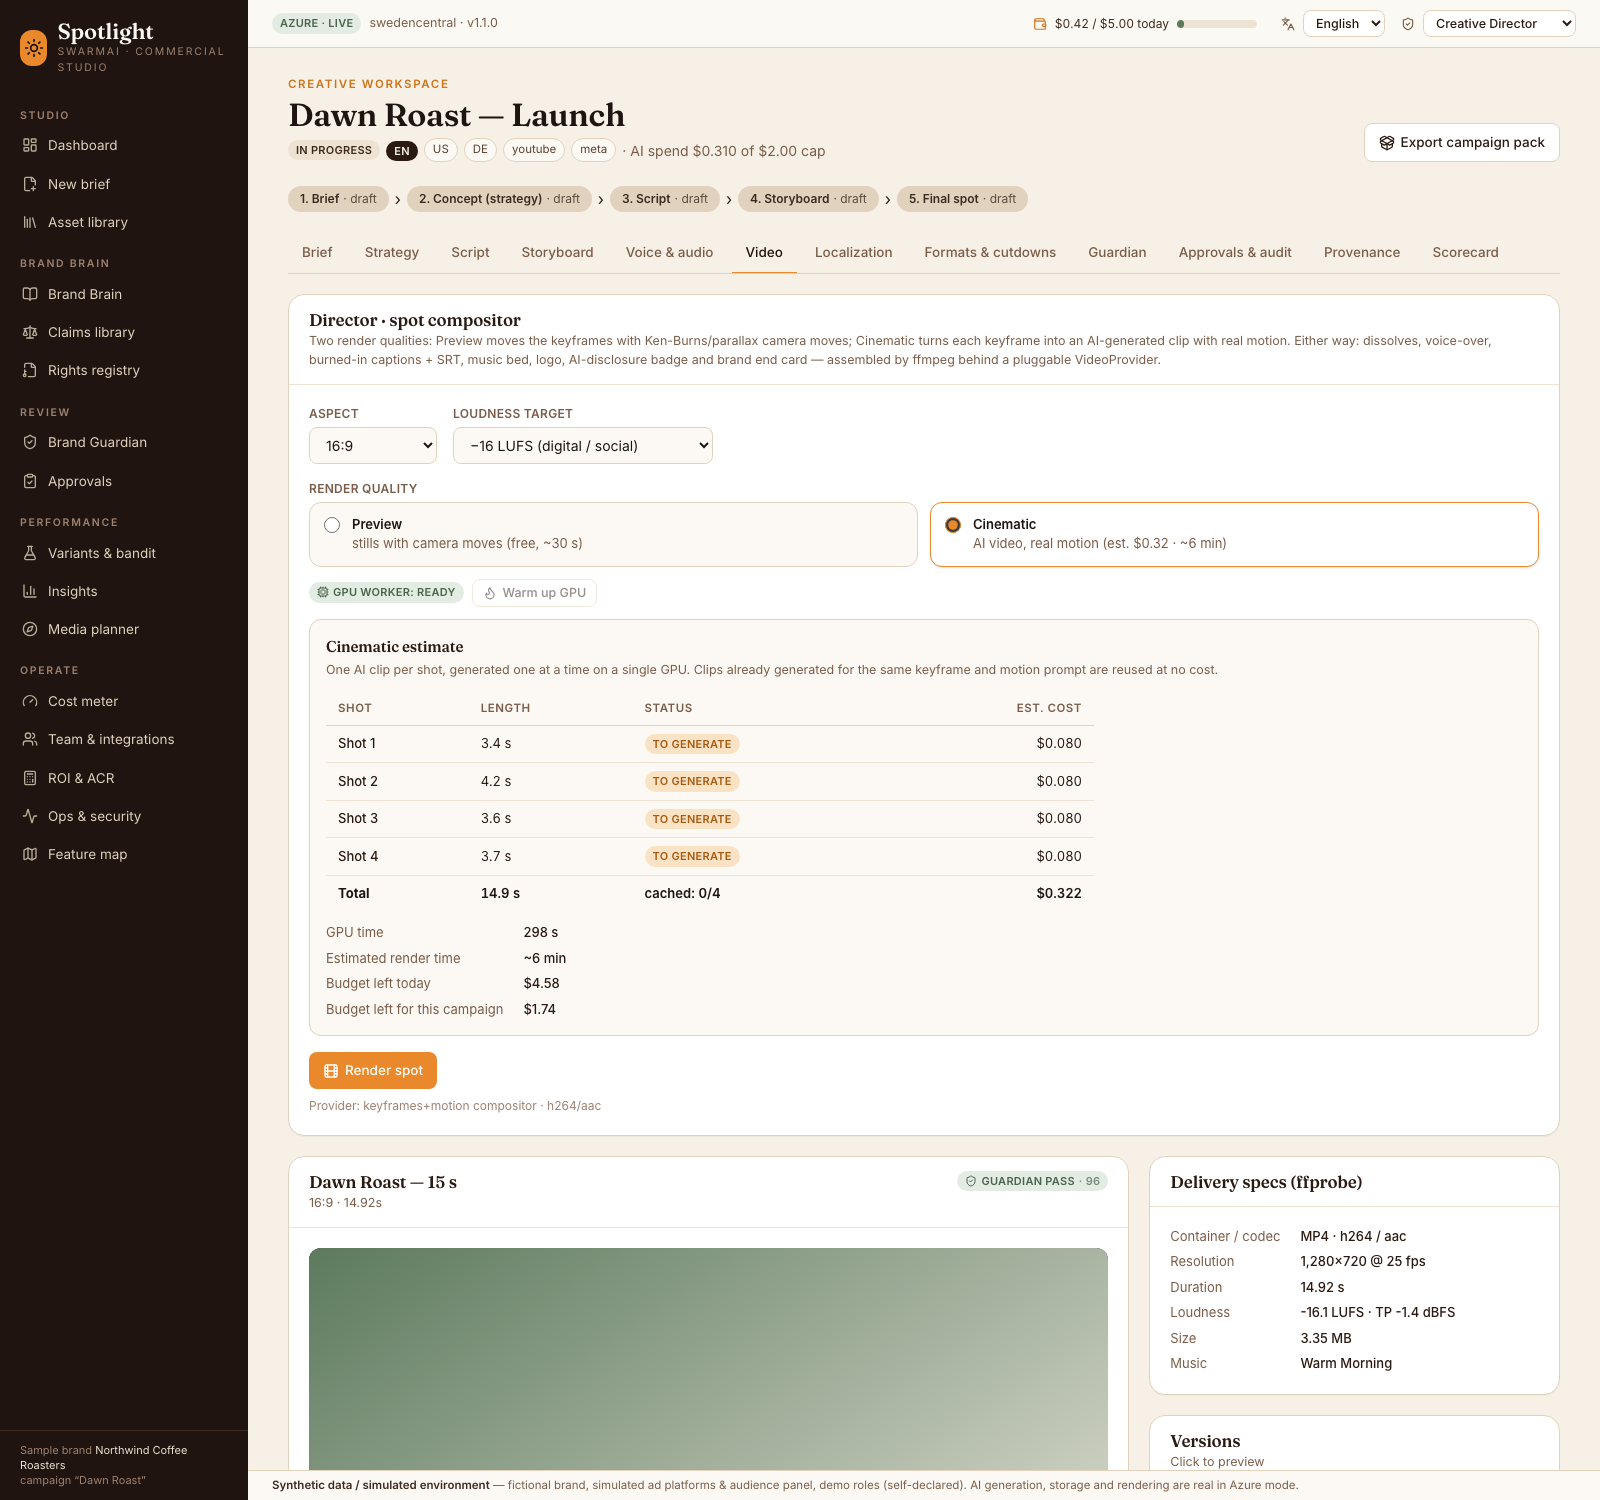 Spotlight
SWARMAI · COMMERCIAL
STUDIO
STUDIO
Dashboard
New brief
Asset library
BRAND BRAIN
Brand Brain
Claims library
Rights registry
REVIEW
Brand Guardian
Approvals
PERFORMANCE
Variants & bandit
Insights
Media planner
OPERATE
Cost meter
Team & integrations
ROI & ACR
Ops & security
Feature map
Sample brand Northwind Coffee
Roasters
campaign “Dawn Roast”
AZURE · LIVE swedencentral · v1.1.0
$0.42 / $5.00 today English Creative Director
CREATIVE WORKSPACE
Dawn Roast — Launch
IN PROGRESS EN US DE youtube meta · AI spend $0.310 of $2.00 cap
Export campaign pack
1. Brief · draft › 2. Concept (strategy) · draft › 3. Script · draft › 4. Storyboard · draft › 5. Final spot · draft
Brief Strategy Script Storyboard Voice & audio Video Localization Formats & cutdowns Guardian Approvals & audit Provenance Scorecard
Director · spot compositor
Two render qualities: Preview moves the keyframes with Ken-Burns/parallax camera moves; Cinematic turns each keyframe into an AI-generated clip with real motion. Either way: dissolves, voice-over,
burned-in captions + SRT, music bed, logo, AI-disclosure badge and brand end card — assembled by ffmpeg behind a pluggable VideoProvider.
ASPECT LOUDNESS TARGET
16:9 −16 LUFS (digital / social)
RENDER QUALITY
Preview
stills with camera moves (free, ~30 s)
Cinematic
AI video, real motion (est. $0.32 · ~6 min)
GPU WORKER: READY Warm up GPU
Cinematic estimate
One AI clip per shot, generated one at a time on a single GPU. Clips already generated for the same keyframe and motion prompt are reused at no cost.
SHOT LENGTH STATUS EST. COST
Shot 1 3.4 s TO GENERATE $0.080
Shot 2 4.2 s TO GENERATE $0.080
Shot 3 3.6 s TO GENERATE $0.080
Shot 4 3.7 s TO GENERATE $0.080
Total 14.9 s cached: 0/4 $0.322
GPU time 298 s
Estimated render time ~6 min
Budget left today $4.58
Budget left for this campaign $1.74
Render spot
Provider: keyframes+motion compositor · h264/aac
Dawn Roast — 15 s
16:9 · 14.92s
GUARDIAN PASS · 96
Delivery specs (ffprobe)
Container / codec MP4 · h264 / aac
Resolution 1,280×720 @ 25 fps
Duration 14.92 s
Loudness -16.1 LUFS · TP -1.4 dBFS
Size 3.35 MB
Music Warm Morning
Versions
Click to preview
Synthetic data / simulated environment — fictional brand, simulated ad platforms & audience panel, demo roles (self-declared). AI generation, storage and rendering are real in Azure mode.